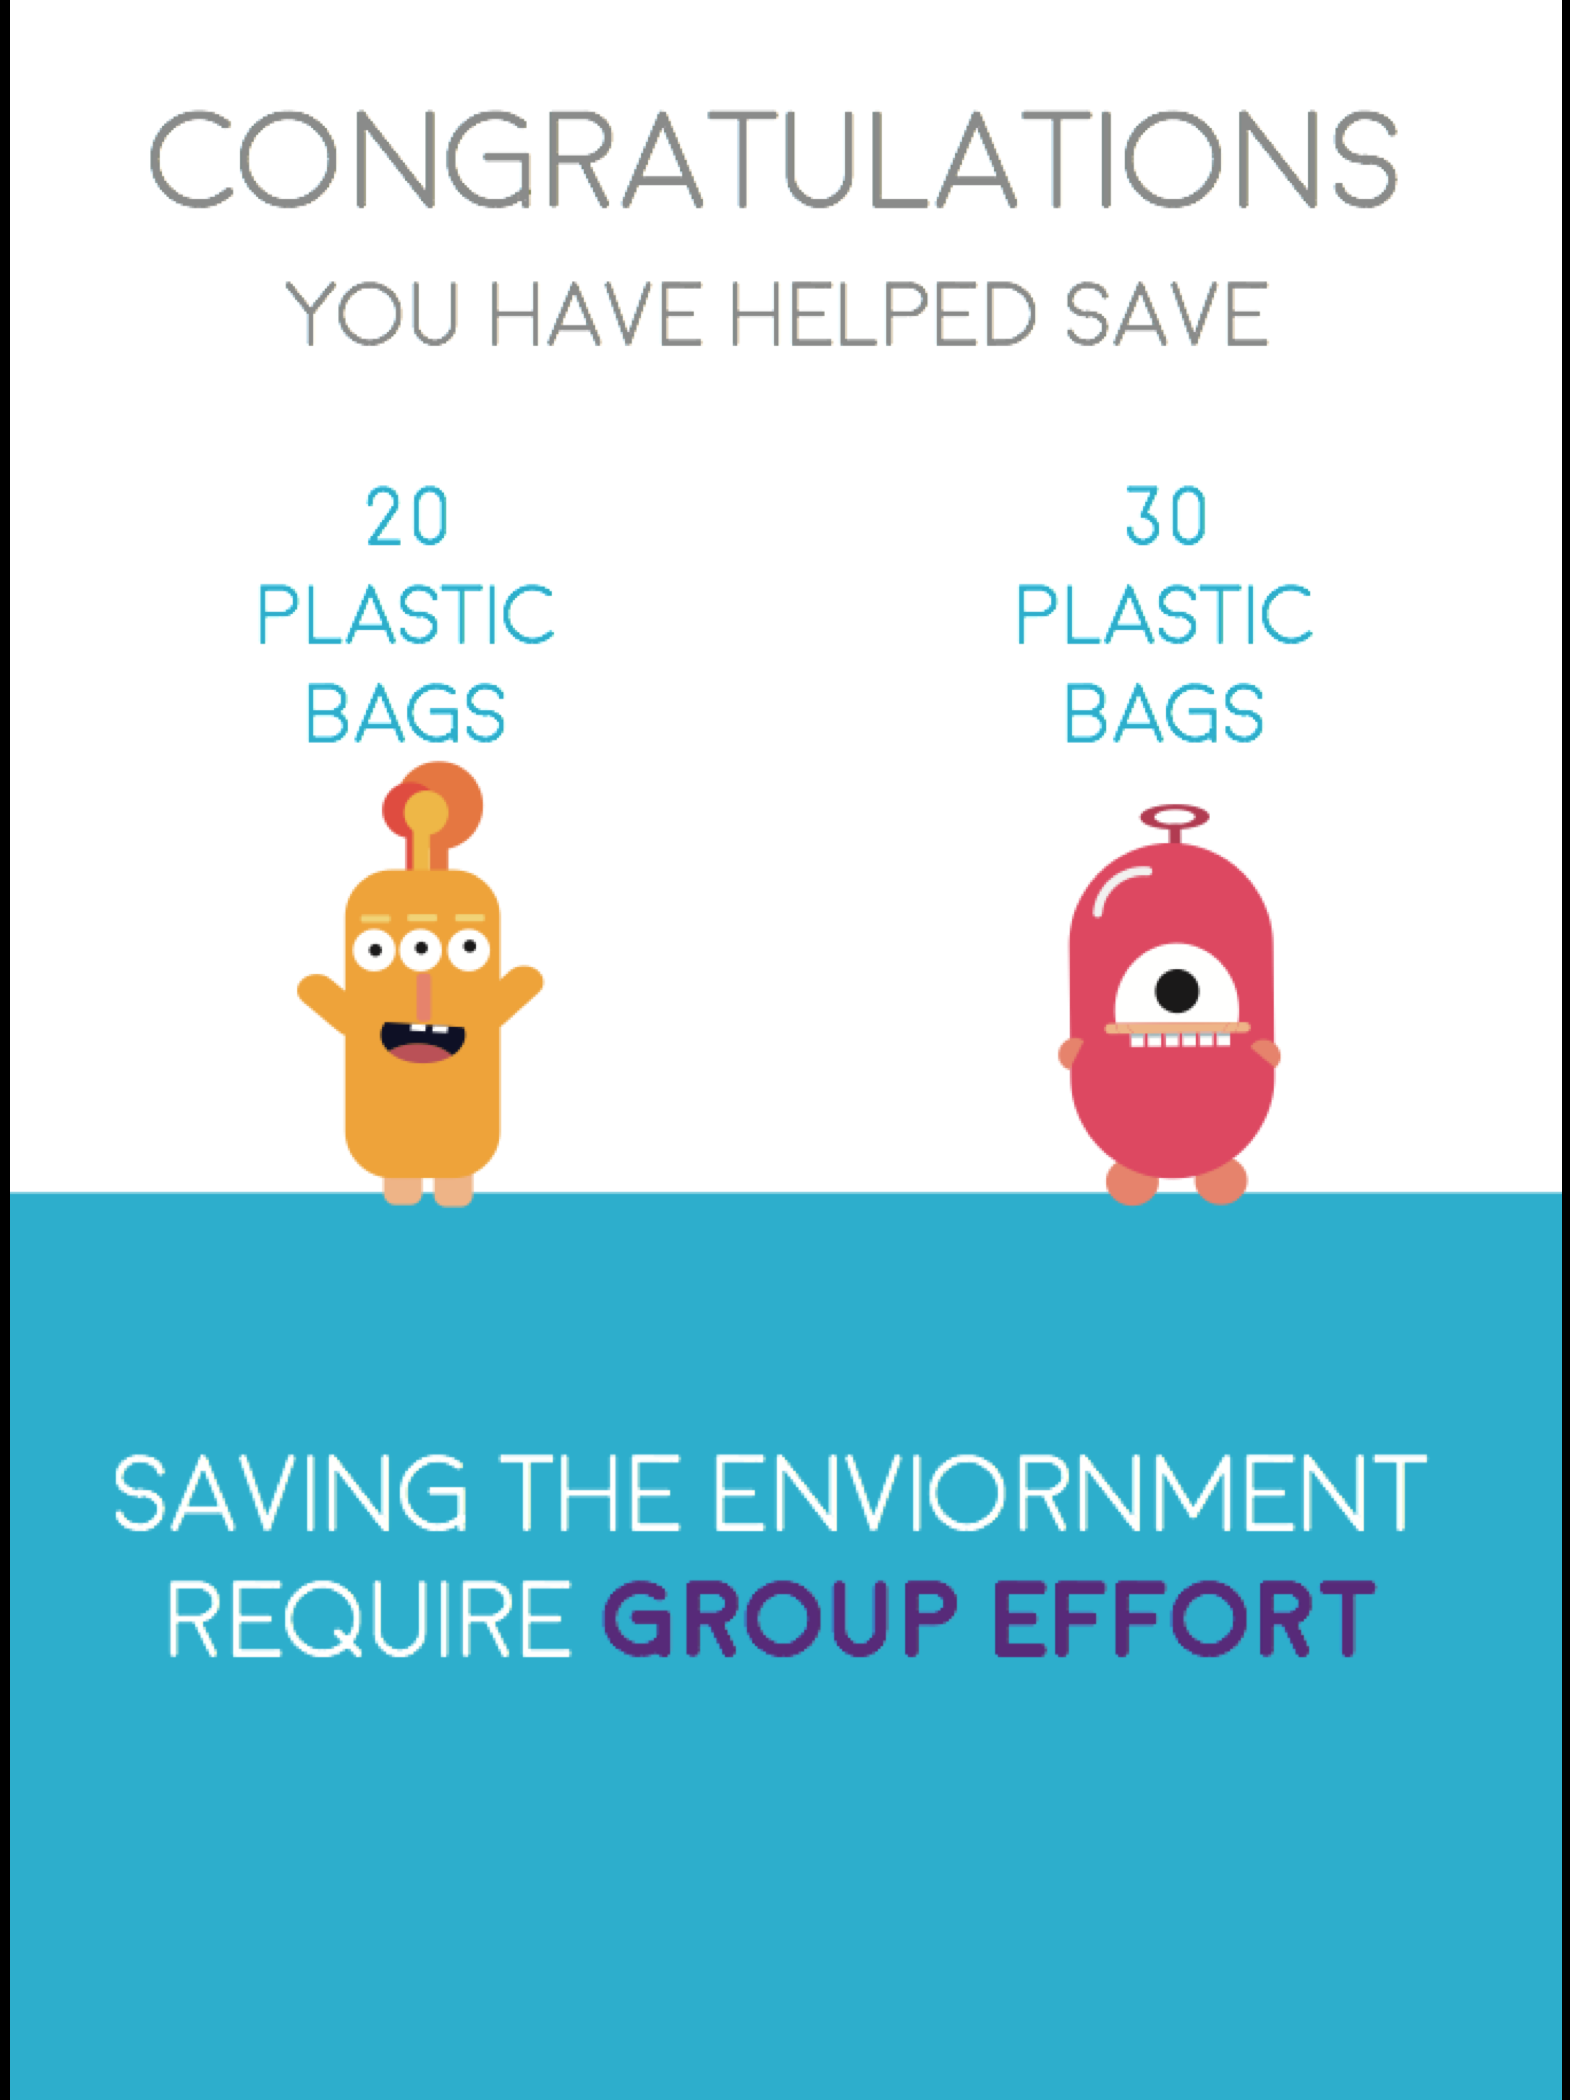 CONGRATULATIONS
YOU HAVE HELPED SAVE
20
PLASTIC
BAGS
30
PLASTIC
BAGS
SAVING THE ENVIORNMENT
REQUIRE GROUP EFFORT